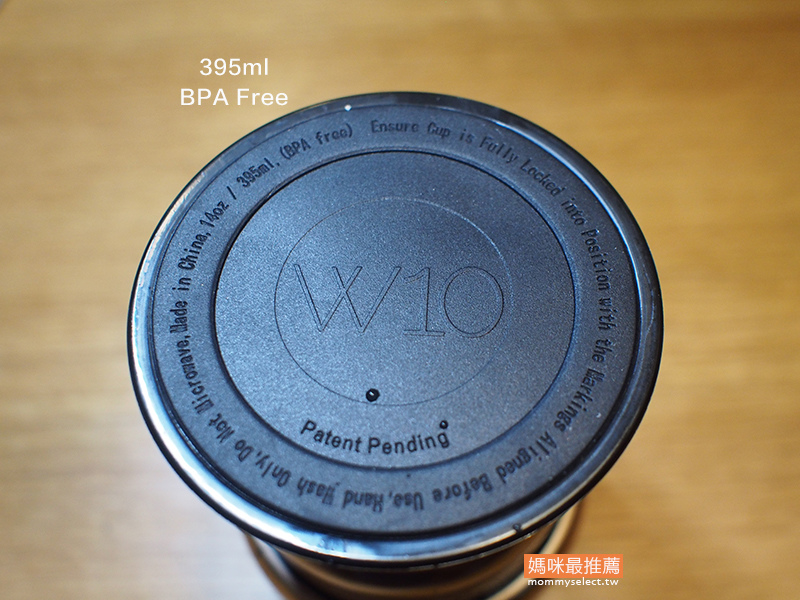 395ml
BPA Free
Ensure Cup is Fully Locked into Position with the Markings Aligned Before Use, Hand Wash Only, Do Not Microwave, Made in China, 14oz / 395ml, (BPA free)
W10
Patent Pending
媽咪最推薦
mommyselect.tw